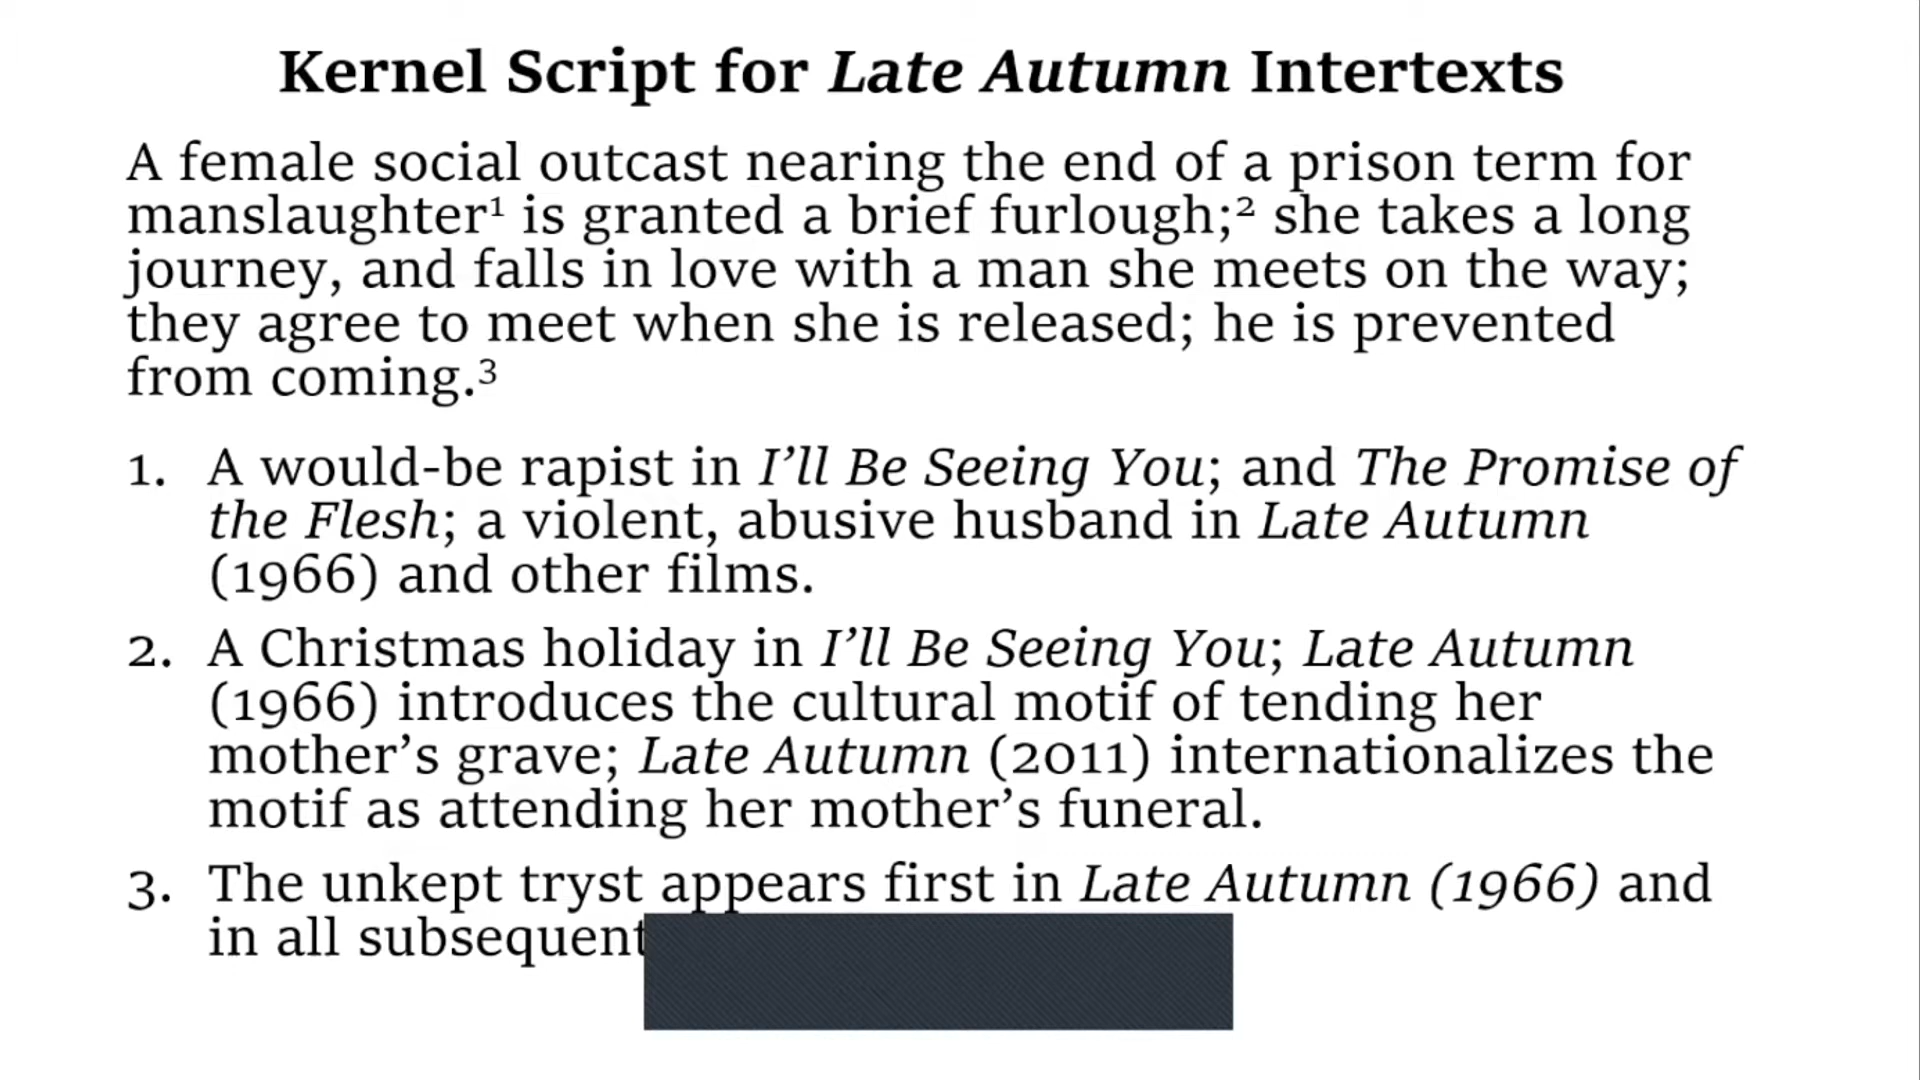 Kernel Script for Late Autumn Intertexts
A female social outcast nearing the end of a prison term for
manslaughter¹ is granted a brief furlough;² she takes a long
journey, and falls in love with a man she meets on the way;
they agree to meet when she is released; he is prevented
from coming.³
1. A would-be rapist in I’ll Be Seeing You; and The Promise of
the Flesh; a violent, abusive husband in Late Autumn
(1966) and other films.
2. A Christmas holiday in I’ll Be Seeing You; Late Autumn
(1966) introduces the cultural motif of tending her
mother’s grave; Late Autumn (2011) internationalizes the
motif as attending her mother’s funeral.
3. The unkept tryst appears first in Late Autumn (1966) and
in all subsequent